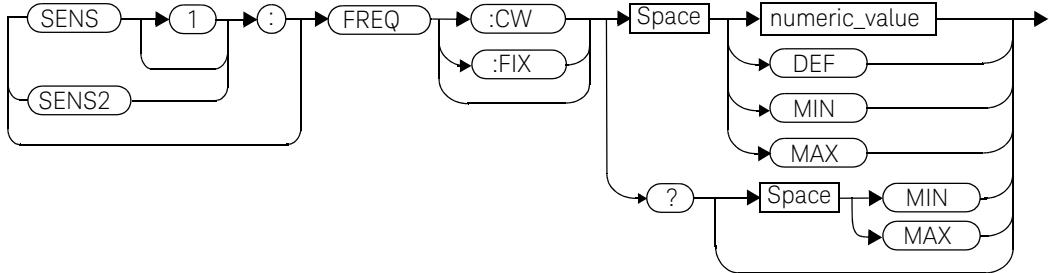 SENS 1 : FREQ :CW Space numeric_value
:FIX DEF
SENS2 MIN
MAX
? Space MIN
MAX